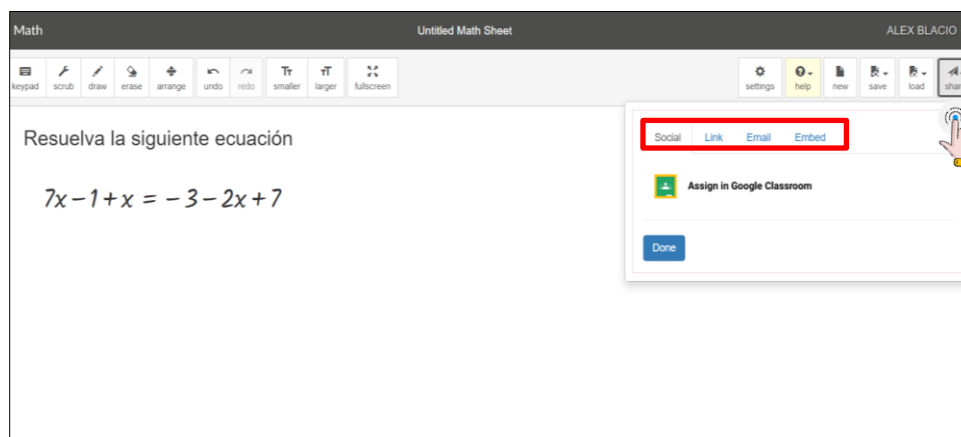 Math Untitled Math Sheet ALEX BLACIO
keypad scrub draw erase arrange undo redo smaller larger fullscreen settings help new save load shar
Resuelva la siguiente ecuación
7x − 1 + x = − 3 − 2x + 7
Social Link Email Embed
Assign in Google Classroom
Done